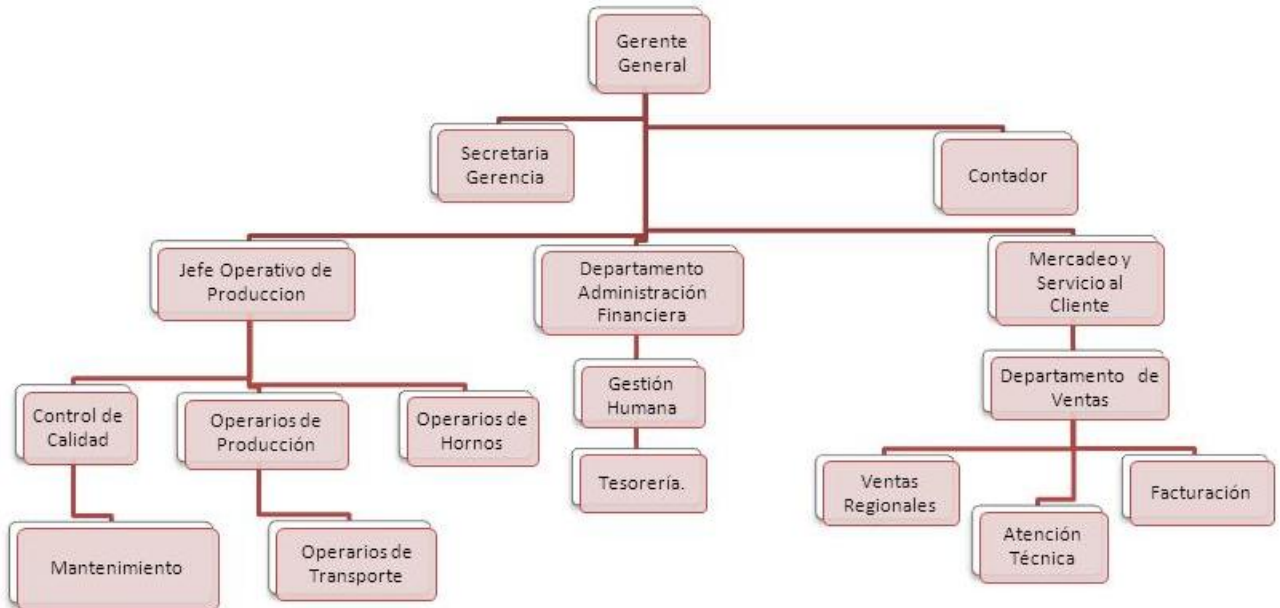 Gerente
General
Secretaria
Gerencia
Contador
Jefe Operativo de
Produccion
Departamento
Administración
Financiera
Mercadeo y
Servicio al
Cliente
Control de
Calidad
Operarios de
Producción
Operarios de
Hornos
Gestión
Humana
Departamento de
Ventas
Tesorería.
Ventas
Regionales
Facturación
Atención
Técnica
Mantenimiento
Operarios de
Transporte